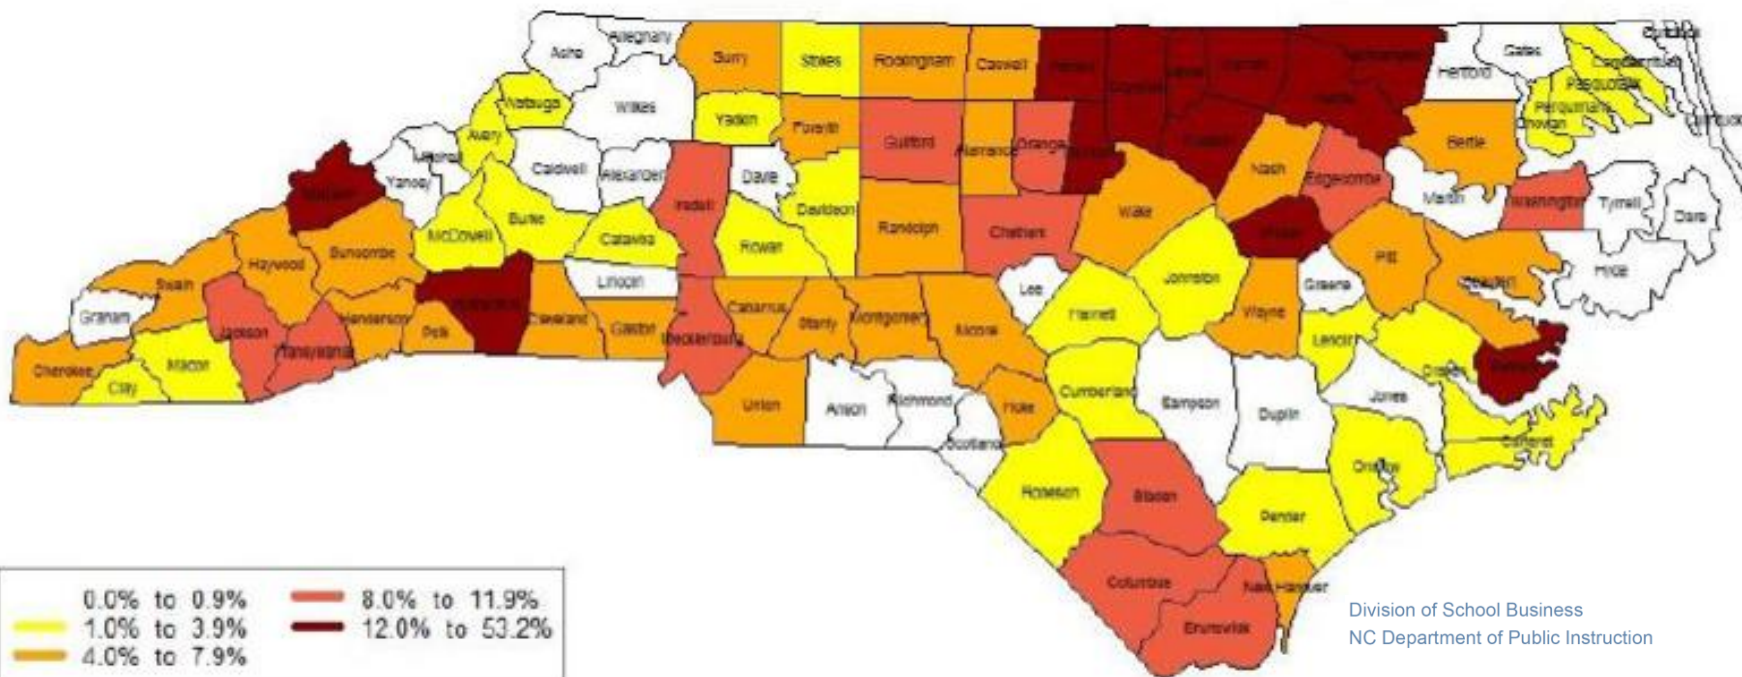 Ashe
Alleghany
Surry
Stokes
Rockingham
Caswell
Gates
Hertford
Watauga
Wilkes
Yadkin
Forsyth
Guilford
Alamance
Orange
Avery
Caldwell
Alexander
Davie
Iredell
Davidson
Randolph
Chatham
Wake
Nash
Edgecombe
Bertie
Martin
Washington
Tyrrell
Dare
Perquimans
Chowan
Pasquotank
Yancey
McDowell
Burke
Catawba
Rowan
Lincoln
Buncombe
Haywood
Swain
Graham
Cherokee
Clay
Macon
Jackson
Transylvania
Henderson
Polk
Cleveland
Gaston
Mecklenburg
Cabarrus
Stanly
Montgomery
Moore
Lee
Harnett
Johnston
Wayne
Greene
Pitt
Hyde
Lenoir
Jones
Union
Anson
Richmond
Scotland
Hoke
Cumberland
Sampson
Duplin
Carteret
Robeson
Bladen
Pender
Columbus
New Hanover
Brunswick
0.0% to 0.9%
1.0% to 3.9%
4.0% to 7.9%
8.0% to 11.9%
12.0% to 53.2%
Division of School Business
NC Department of Public Instruction